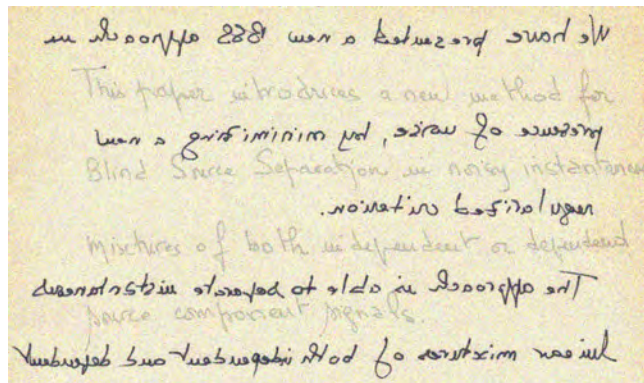 We have presented a new BSS approach in
This paper introduces a new method for
presence of noise, by minimizing a new
Blind Source Separation in noisy instantaneous
regularized criterion.
mixtures of both independent or dependent
The approach is able to separate instantaneous
source component signals.
linear mixtures of both independent and dependent